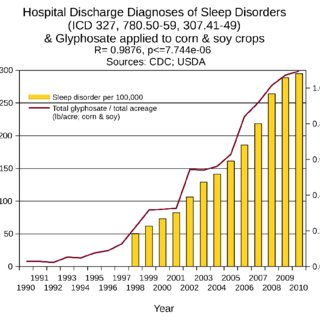 Hospital Discharge Diagnoses of Sleep Disorders
(ICD 327, 780.50-59, 307.41-49)
& Glyphosate applied to corn & soy crops
R= 0.9876, p<=7.744e-06
Sources: CDC; USDA
300
250
200
150
100
50
0
Sleep disorder per 100,000
Total glyphosate / total acreage
(lb/acre; corn & soy)
1991 1993 1995 1997 1999 2001 2003 2005 2007 2009
1990 1992 1994 1996 1998 2000 2002 2004 2006 2008 2010
Year